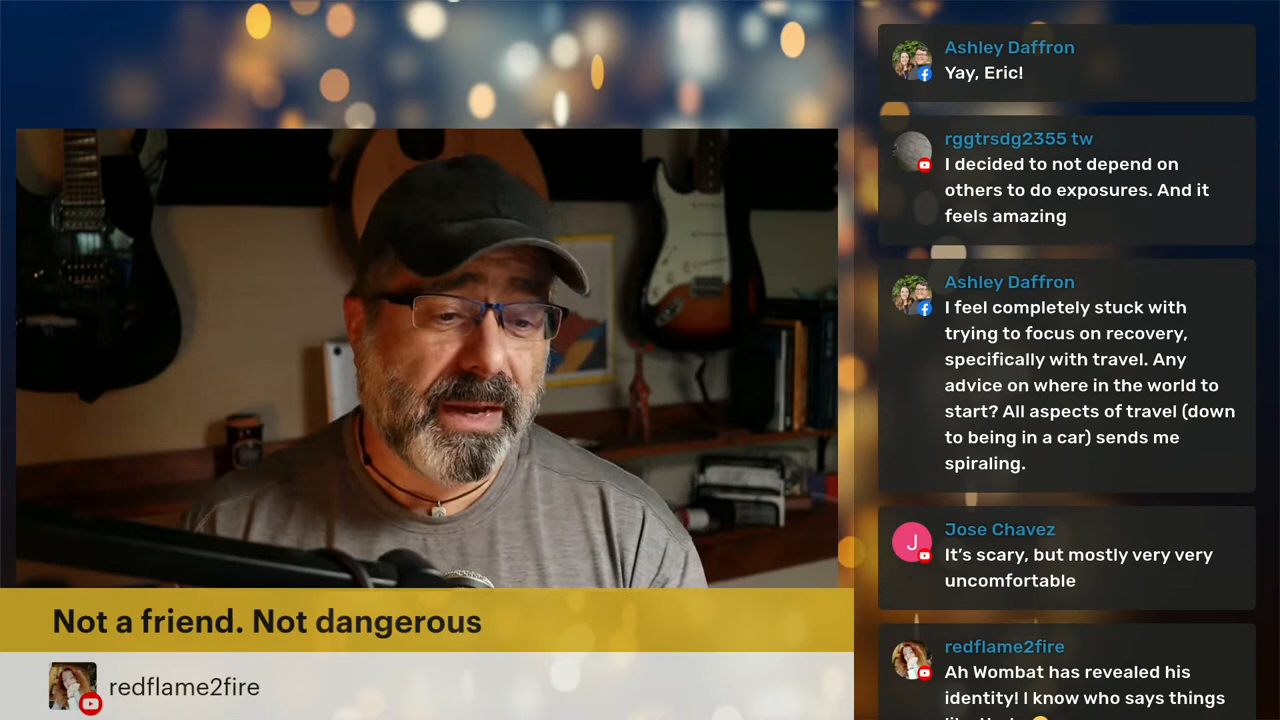 Ashley Daffron
Yay, Eric!
rggtrsdg2355 tw
I decided to not depend on
others to do exposures. And it
feels amazing
Ashley Daffron
I feel completely stuck with
trying to focus on recovery,
specifically with travel. Any
advice on where in the world to
start? All aspects of travel (down
to being in a car) sends me
spiraling.
J
Jose Chavez
It's scary, but mostly very very
uncomfortable
redflame2fire
Ah Wombat has revealed his
identity! I know who says things
Not a friend. Not dangerous
redflame2fire